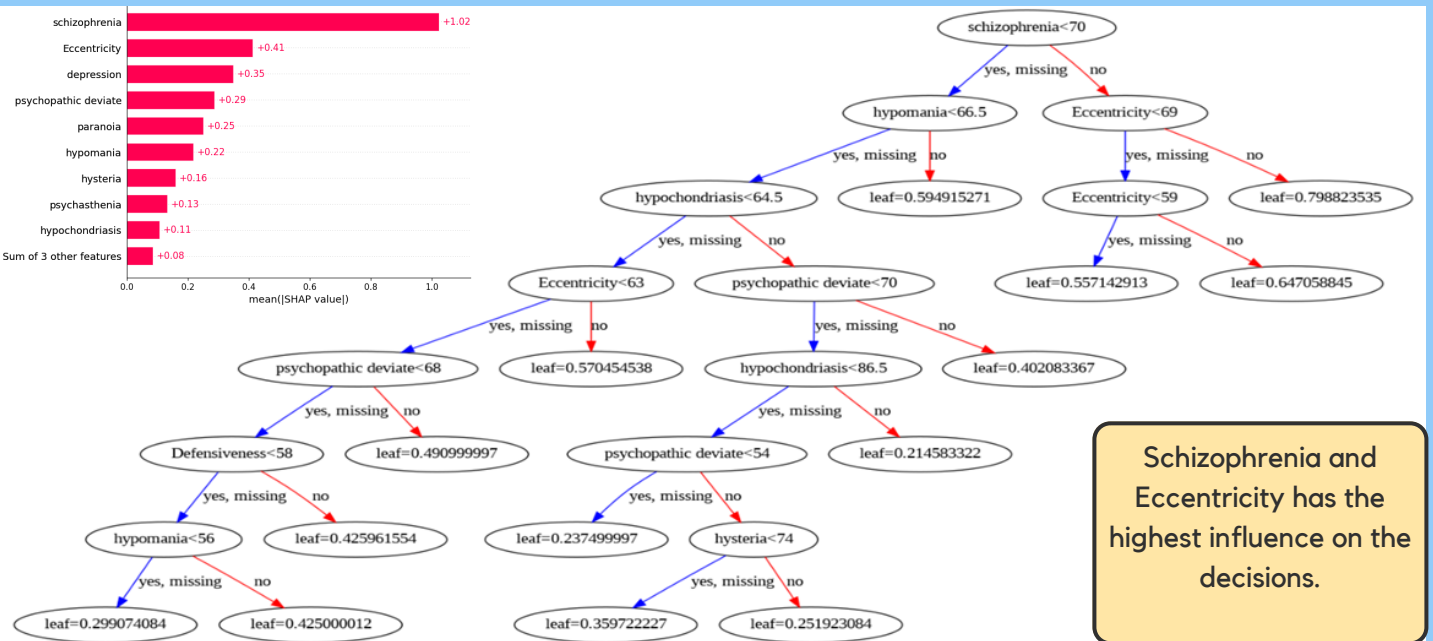 schizophrenia +1.02
Eccentricity +0.41
depression +0.35
psychopathic deviate +0.29
paranoia +0.25
hypomania +0.22
hysteria +0.16
psychasthenia +0.13
hypochondriasis +0.11
Sum of 3 other features +0.08
0.0 0.2 0.4 0.6 0.8 1.0
mean(|SHAP value|)
schizophrenia<70
yes, missing no
hypomania<66.5 Eccentricity<69
yes, missing no yes, missing no
hypochondriasis<64.5 leaf=0.594915271 Eccentricity<59 leaf=0.798823535
yes, missing no yes, missing no
Eccentricity<63 psychopathic deviate<70 leaf=0.557142913 leaf=0.647058845
yes, missing no yes, missing no
psychopathic deviate<68 leaf=0.570454538 hypochondriasis<86.5 leaf=0.402083367
yes, missing no yes, missing no
Defensiveness<58 leaf=0.490999997 psychopathic deviate<54 leaf=0.214583322
yes, missing no yes, missing no
hypomania<56 leaf=0.425961554 leaf=0.237499997 hysteria<74
yes, missing no yes, missing no
leaf=0.299074084 leaf=0.425000012 leaf=0.359722227 leaf=0.251923084
Schizophrenia and
Eccentricity has the
highest influence on the
decisions.